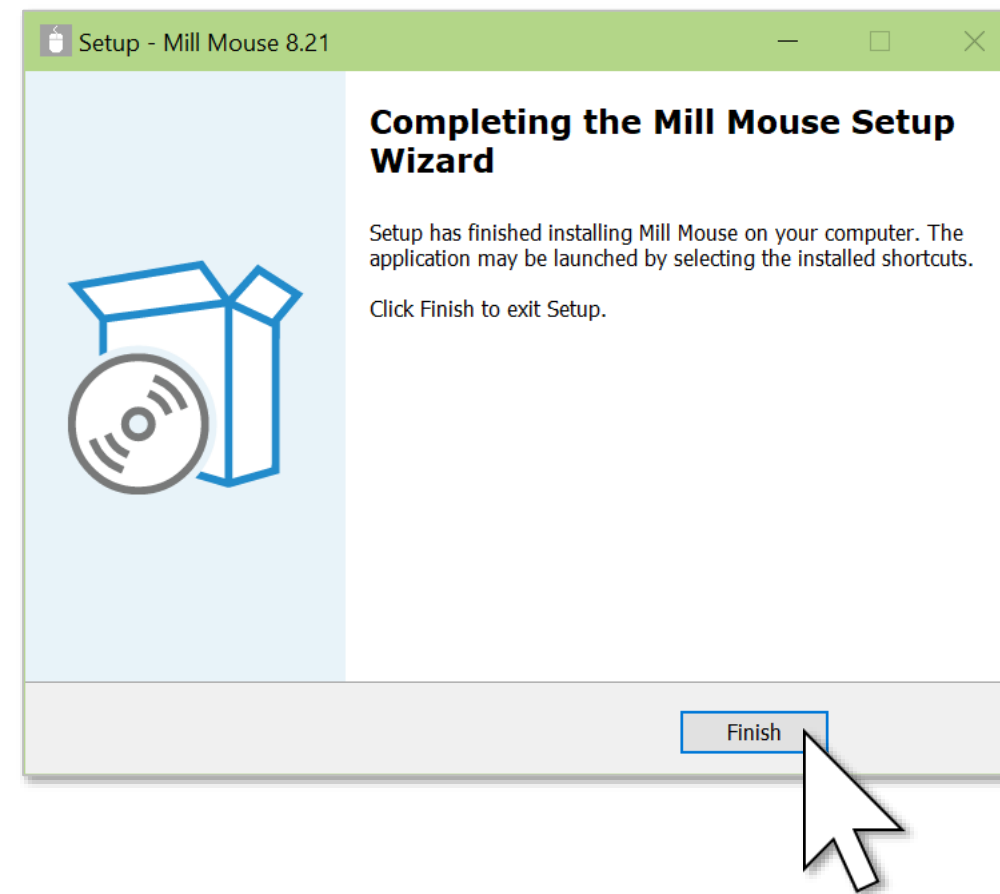 Setup - Mill Mouse 8.21
Completing the Mill Mouse Setup
Wizard
Setup has finished installing Mill Mouse on your computer. The
application may be launched by selecting the installed shortcuts.
Click Finish to exit Setup.
Finish